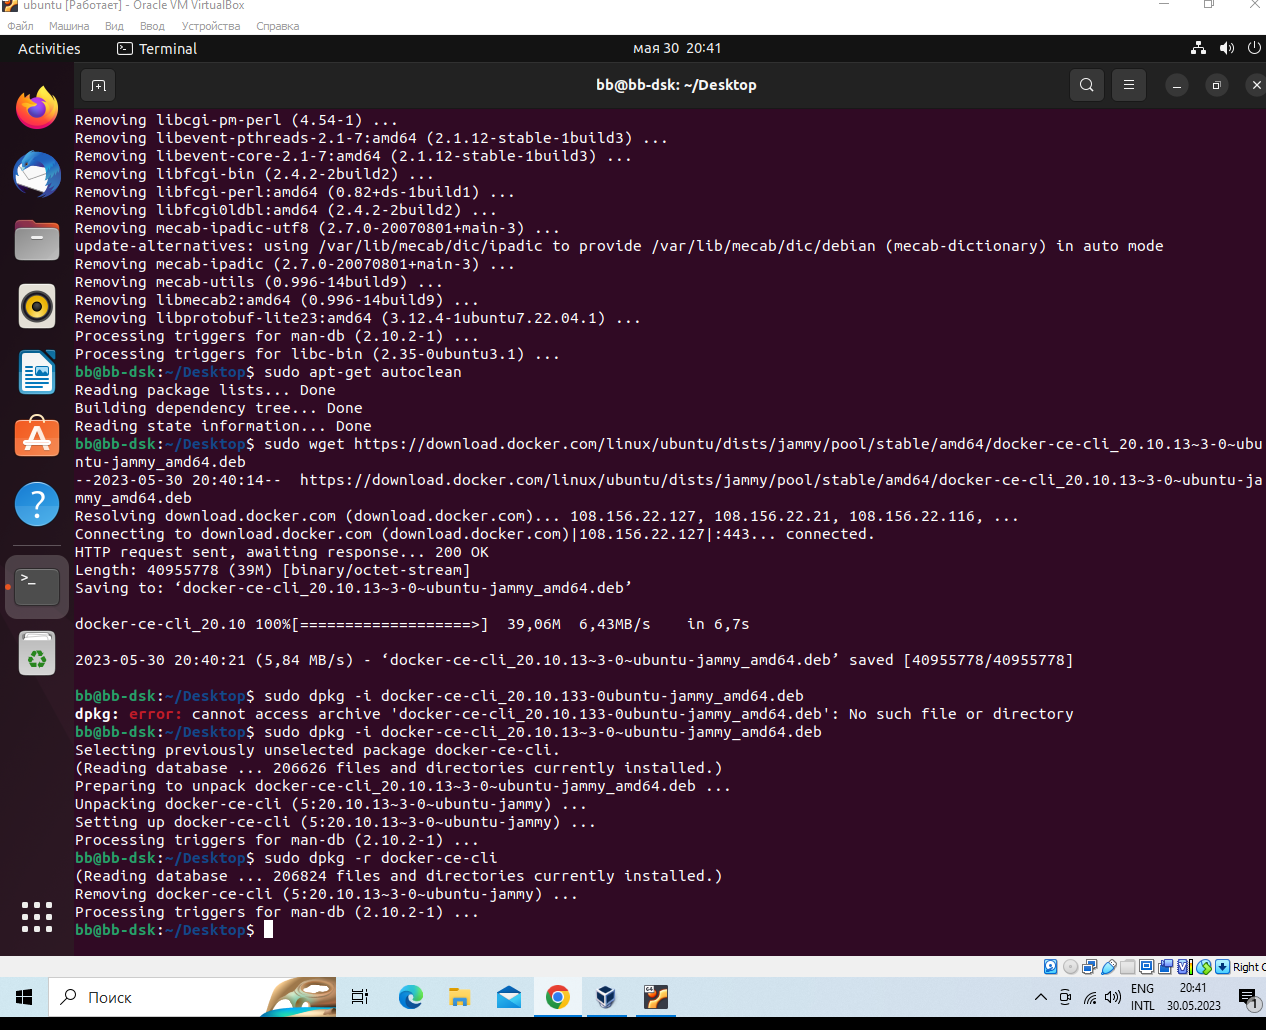 ubuntu [Работает] - Oracle VM VirtualBox
Файл Машина Вид Ввод Устройства Справка
Activities Terminal мая 30 20:41
bb@bb-dsk: ~/Desktop
Removing libcgi-pm-perl (4.54-1) ...
Removing libevent-pthreads-2.1-7:amd64 (2.1.12-stable-1build3) ...
Removing libevent-core-2.1-7:amd64 (2.1.12-stable-1build3) ...
Removing libfcgi-bin (2.4.2-2build2) ...
Removing libfcgi-perl:amd64 (0.82+ds-1build1) ...
Removing libfcgi0ldbl:amd64 (2.4.2-2build2) ...
Removing mecab-ipadic-utf8 (2.7.0-20070801+main-3) ...
update-alternatives: using /var/lib/mecab/dic/ipadic to provide /var/lib/mecab/dic/debian (mecab-dictionary) in auto mode
Removing mecab-ipadic (2.7.0-20070801+main-3) ...
Removing mecab-utils (0.996-14build9) ...
Removing libmecab2:amd64 (0.996-14build9) ...
Removing libprotobuf-lite23:amd64 (3.12.4-1ubuntu7.22.04.1) ...
Processing triggers for man-db (2.10.2-1) ...
Processing triggers for libc-bin (2.35-0ubuntu3.1) ...
bb@bb-dsk:~/Desktop$ sudo apt-get autoclean
Reading package lists... Done
Building dependency tree... Done
Reading state information... Done
bb@bb-dsk:~/Desktop$ sudo wget https://download.docker.com/linux/ubuntu/dists/jammy/pool/stable/amd64/docker-ce-cli_20.10.13~3-0~ubu
ntu-jammy_amd64.deb
--2023-05-30 20:40:14--  https://download.docker.com/linux/ubuntu/dists/jammy/pool/stable/amd64/docker-ce-cli_20.10.13~3-0~ubuntu-ja
mmy_amd64.deb
Resolving download.docker.com (download.docker.com)... 108.156.22.127, 108.156.22.21, 108.156.22.116, ...
Connecting to download.docker.com (download.docker.com)|108.156.22.127|:443... connected.
HTTP request sent, awaiting response... 200 OK
Length: 40955778 (39M) [binary/octet-stream]
Saving to: ‘docker-ce-cli_20.10.13~3-0~ubuntu-jammy_amd64.deb’
docker-ce-cli_20.10 100%[===================>]  39,06M  6,43MB/s    in 6,7s
2023-05-30 20:40:21 (5,84 MB/s) - ‘docker-ce-cli_20.10.13~3-0~ubuntu-jammy_amd64.deb’ saved [40955778/40955778]
bb@bb-dsk:~/Desktop$ sudo dpkg -i docker-ce-cli_20.10.133-0ubuntu-jammy_amd64.deb
dpkg: error: cannot access archive 'docker-ce-cli_20.10.133-0ubuntu-jammy_amd64.deb': No such file or directory
bb@bb-dsk:~/Desktop$ sudo dpkg -i docker-ce-cli_20.10.13~3-0~ubuntu-jammy_amd64.deb
Selecting previously unselected package docker-ce-cli.
(Reading database ... 206626 files and directories currently installed.)
Preparing to unpack docker-ce-cli_20.10.13~3-0~ubuntu-jammy_amd64.deb ...
Unpacking docker-ce-cli (5:20.10.13~3-0~ubuntu-jammy) ...
Setting up docker-ce-cli (5:20.10.13~3-0~ubuntu-jammy) ...
Processing triggers for man-db (2.10.2-1) ...
bb@bb-dsk:~/Desktop$ sudo dpkg -r docker-ce-cli
(Reading database ... 206824 files and directories currently installed.)
Removing docker-ce-cli (5:20.10.13~3-0~ubuntu-jammy) ...
Processing triggers for man-db (2.10.2-1) ...
bb@bb-dsk:~/Desktop$
Right C
Поиск
ENG 20:41
INTL 30.05.2023
1